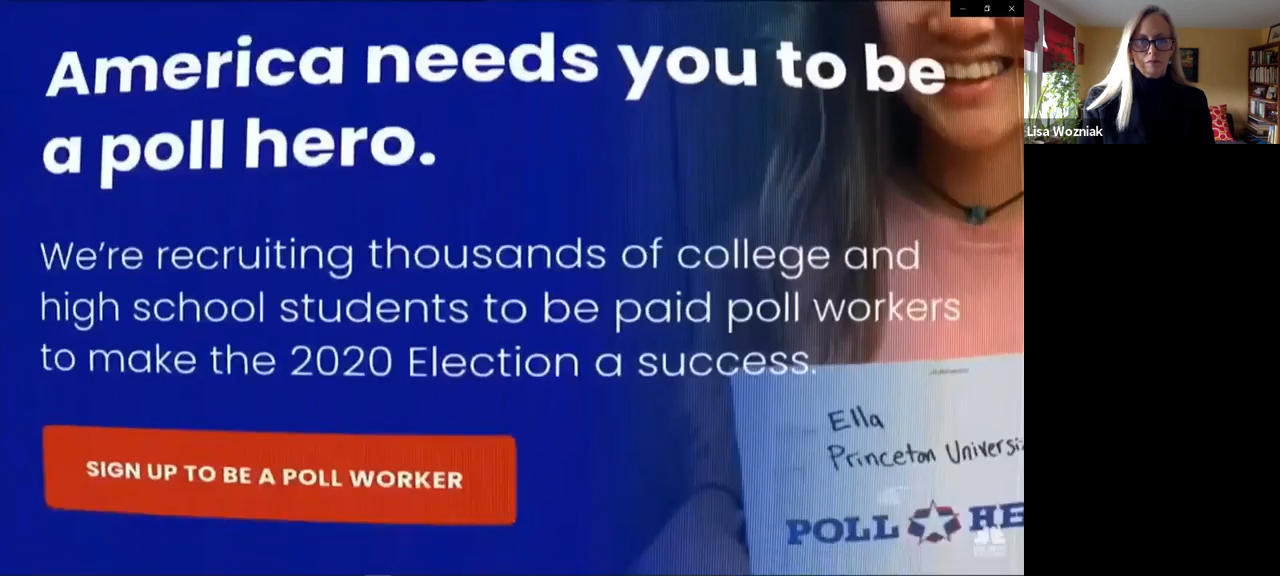 America needs you to be
a poll hero.
We're recruiting thousands of college and
high school students to be paid poll workers
to make the 2020 Election a success.
SIGN UP TO BE A POLL WORKER
Ella
Princeton Universi
POLL HE
Lisa Wozniak